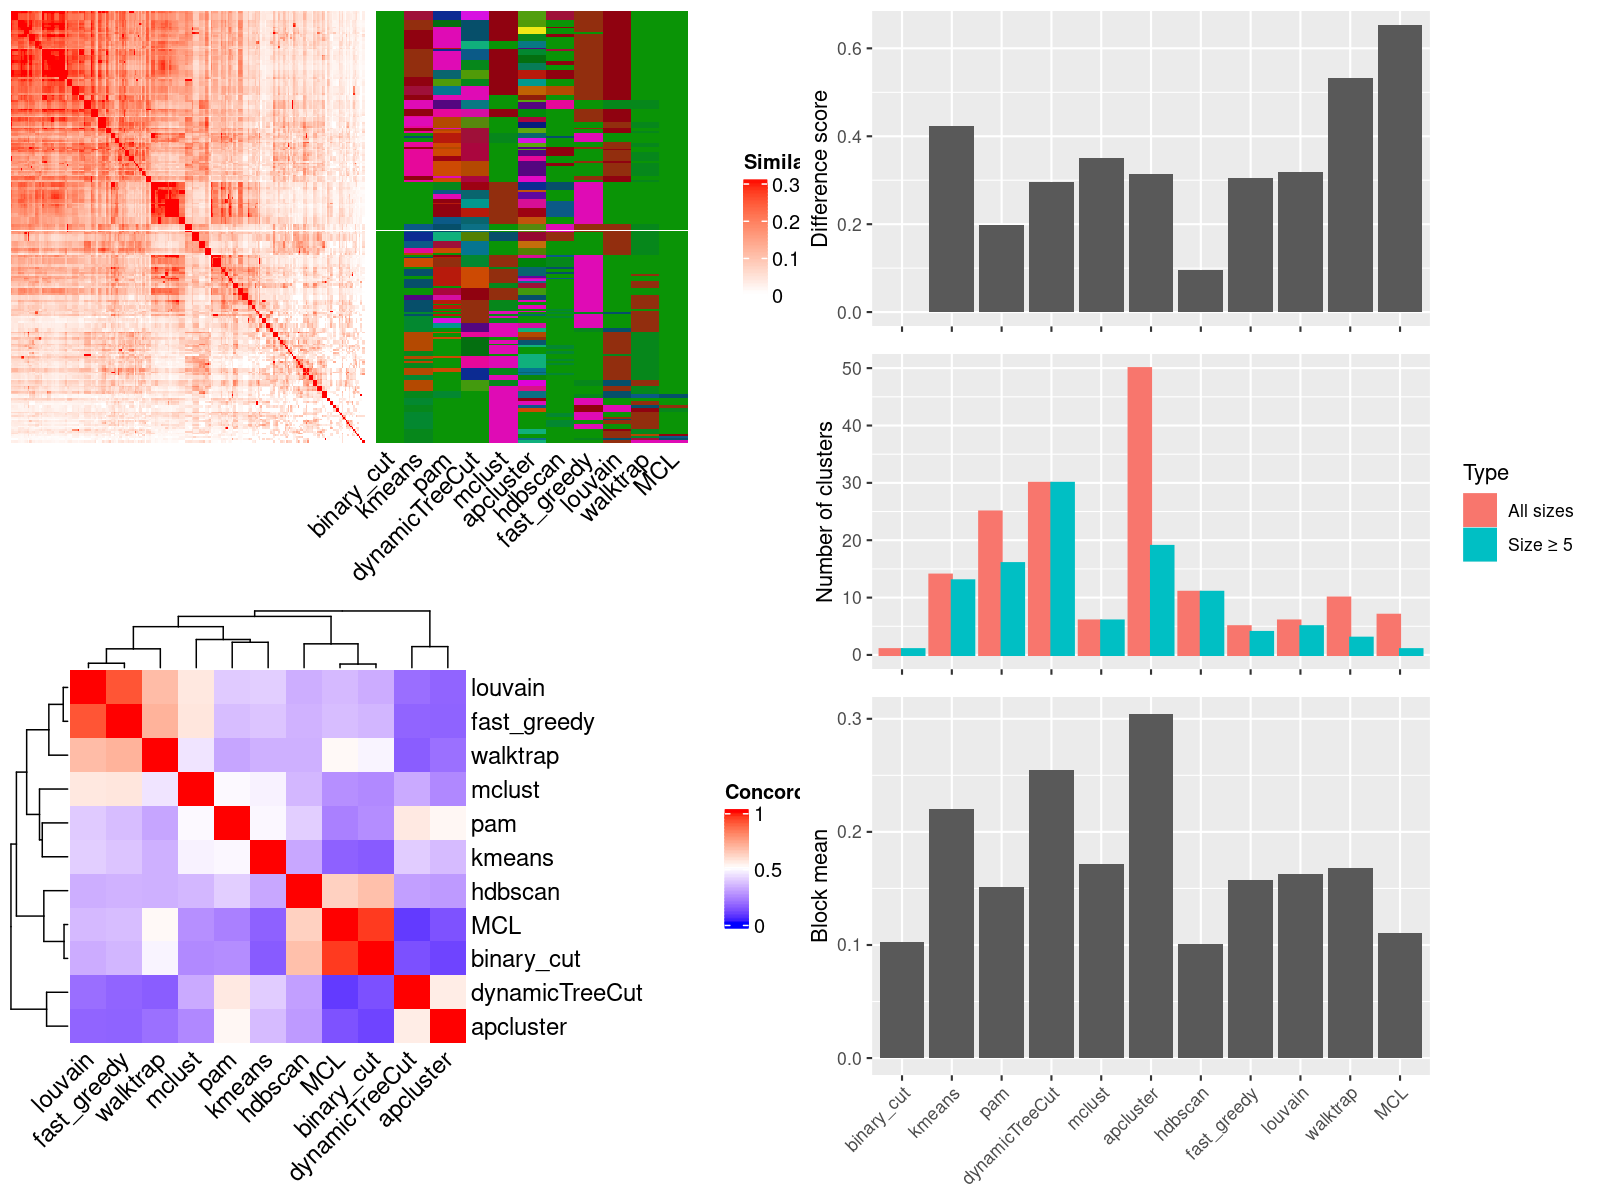 Simila
0.3
0.2
0.1
0
binary_cut
kmeans
pam
dynamicTreeCut
mclust
apcluster
hdbscan
fast_greedy
louvain
walktrap
MCL
louvain
fast_greedy
walktrap
mclust
pam
kmeans
hdbscan
MCL
binary_cut
dynamicTreeCut
apcluster
louvain
fast_greedy
walktrap
mclust
pam
kmeans
hdbscan
MCL
binary_cut
dynamicTreeCut
apcluster
Concord
1
0.5
0
Difference score
0.6
0.4
0.2
0.0
Number of clusters
50
40
30
20
10
0
Type
All sizes
Size ≥ 5
Block mean
0.3
0.2
0.1
0.0
binary_cut
kmeans
pam
dynamicTreeCut
mclust
apcluster
hdbscan
fast_greedy
louvain
walktrap
MCL